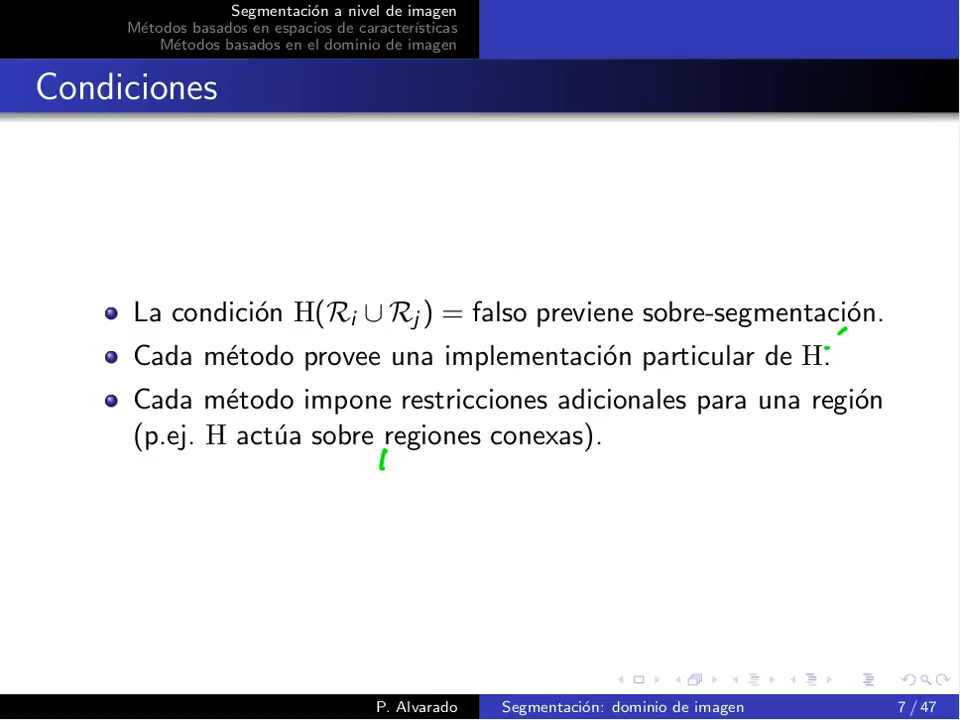 Segmentación a nivel de imagen
Métodos basados en espacios de características
Métodos basados en el dominio de imagen
Condiciones
La condición H(ℛᵢ ∪ ℛⱼ) = falso previene sobre-segmentación.
Cada método provee una implementación particular de H.
Cada método impone restricciones adicionales para una región
(p.ej. H actúa sobre regiones conexas).
P. Alvarado
Segmentación: dominio de imagen
7 / 47